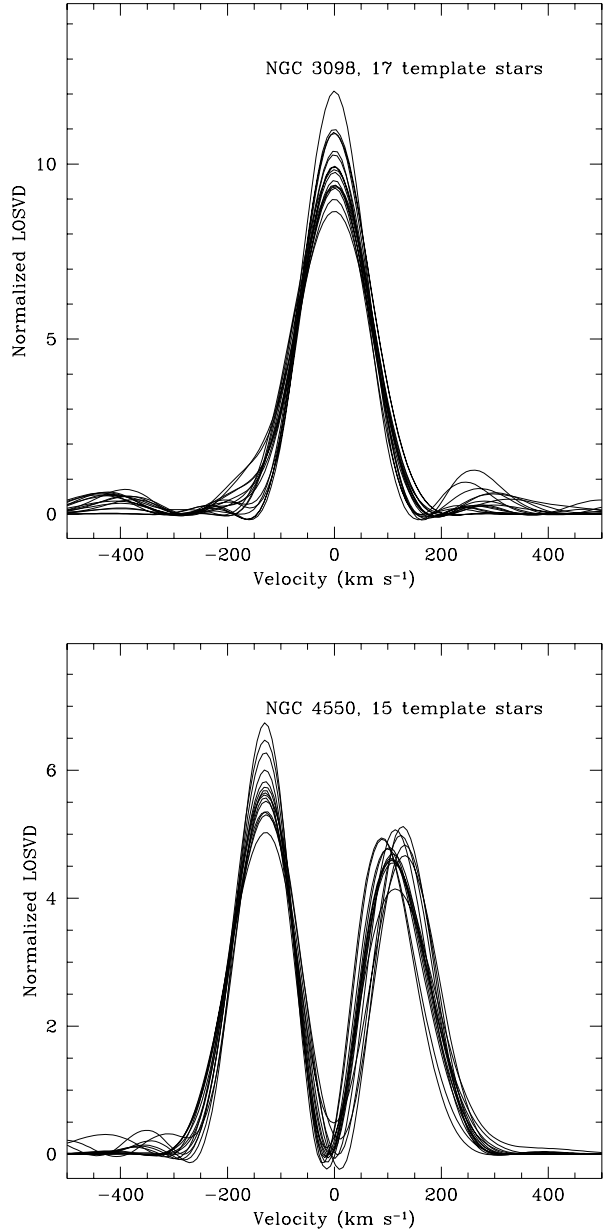 NGC 3098, 17 template stars
10
5
0
Normalized LOSVD
−400 −200 0 200 400
Velocity (km s⁻¹)
NGC 4550, 15 template stars
6
4
2
0
Normalized LOSVD
−400 −200 0 200 400
Velocity (km s⁻¹)